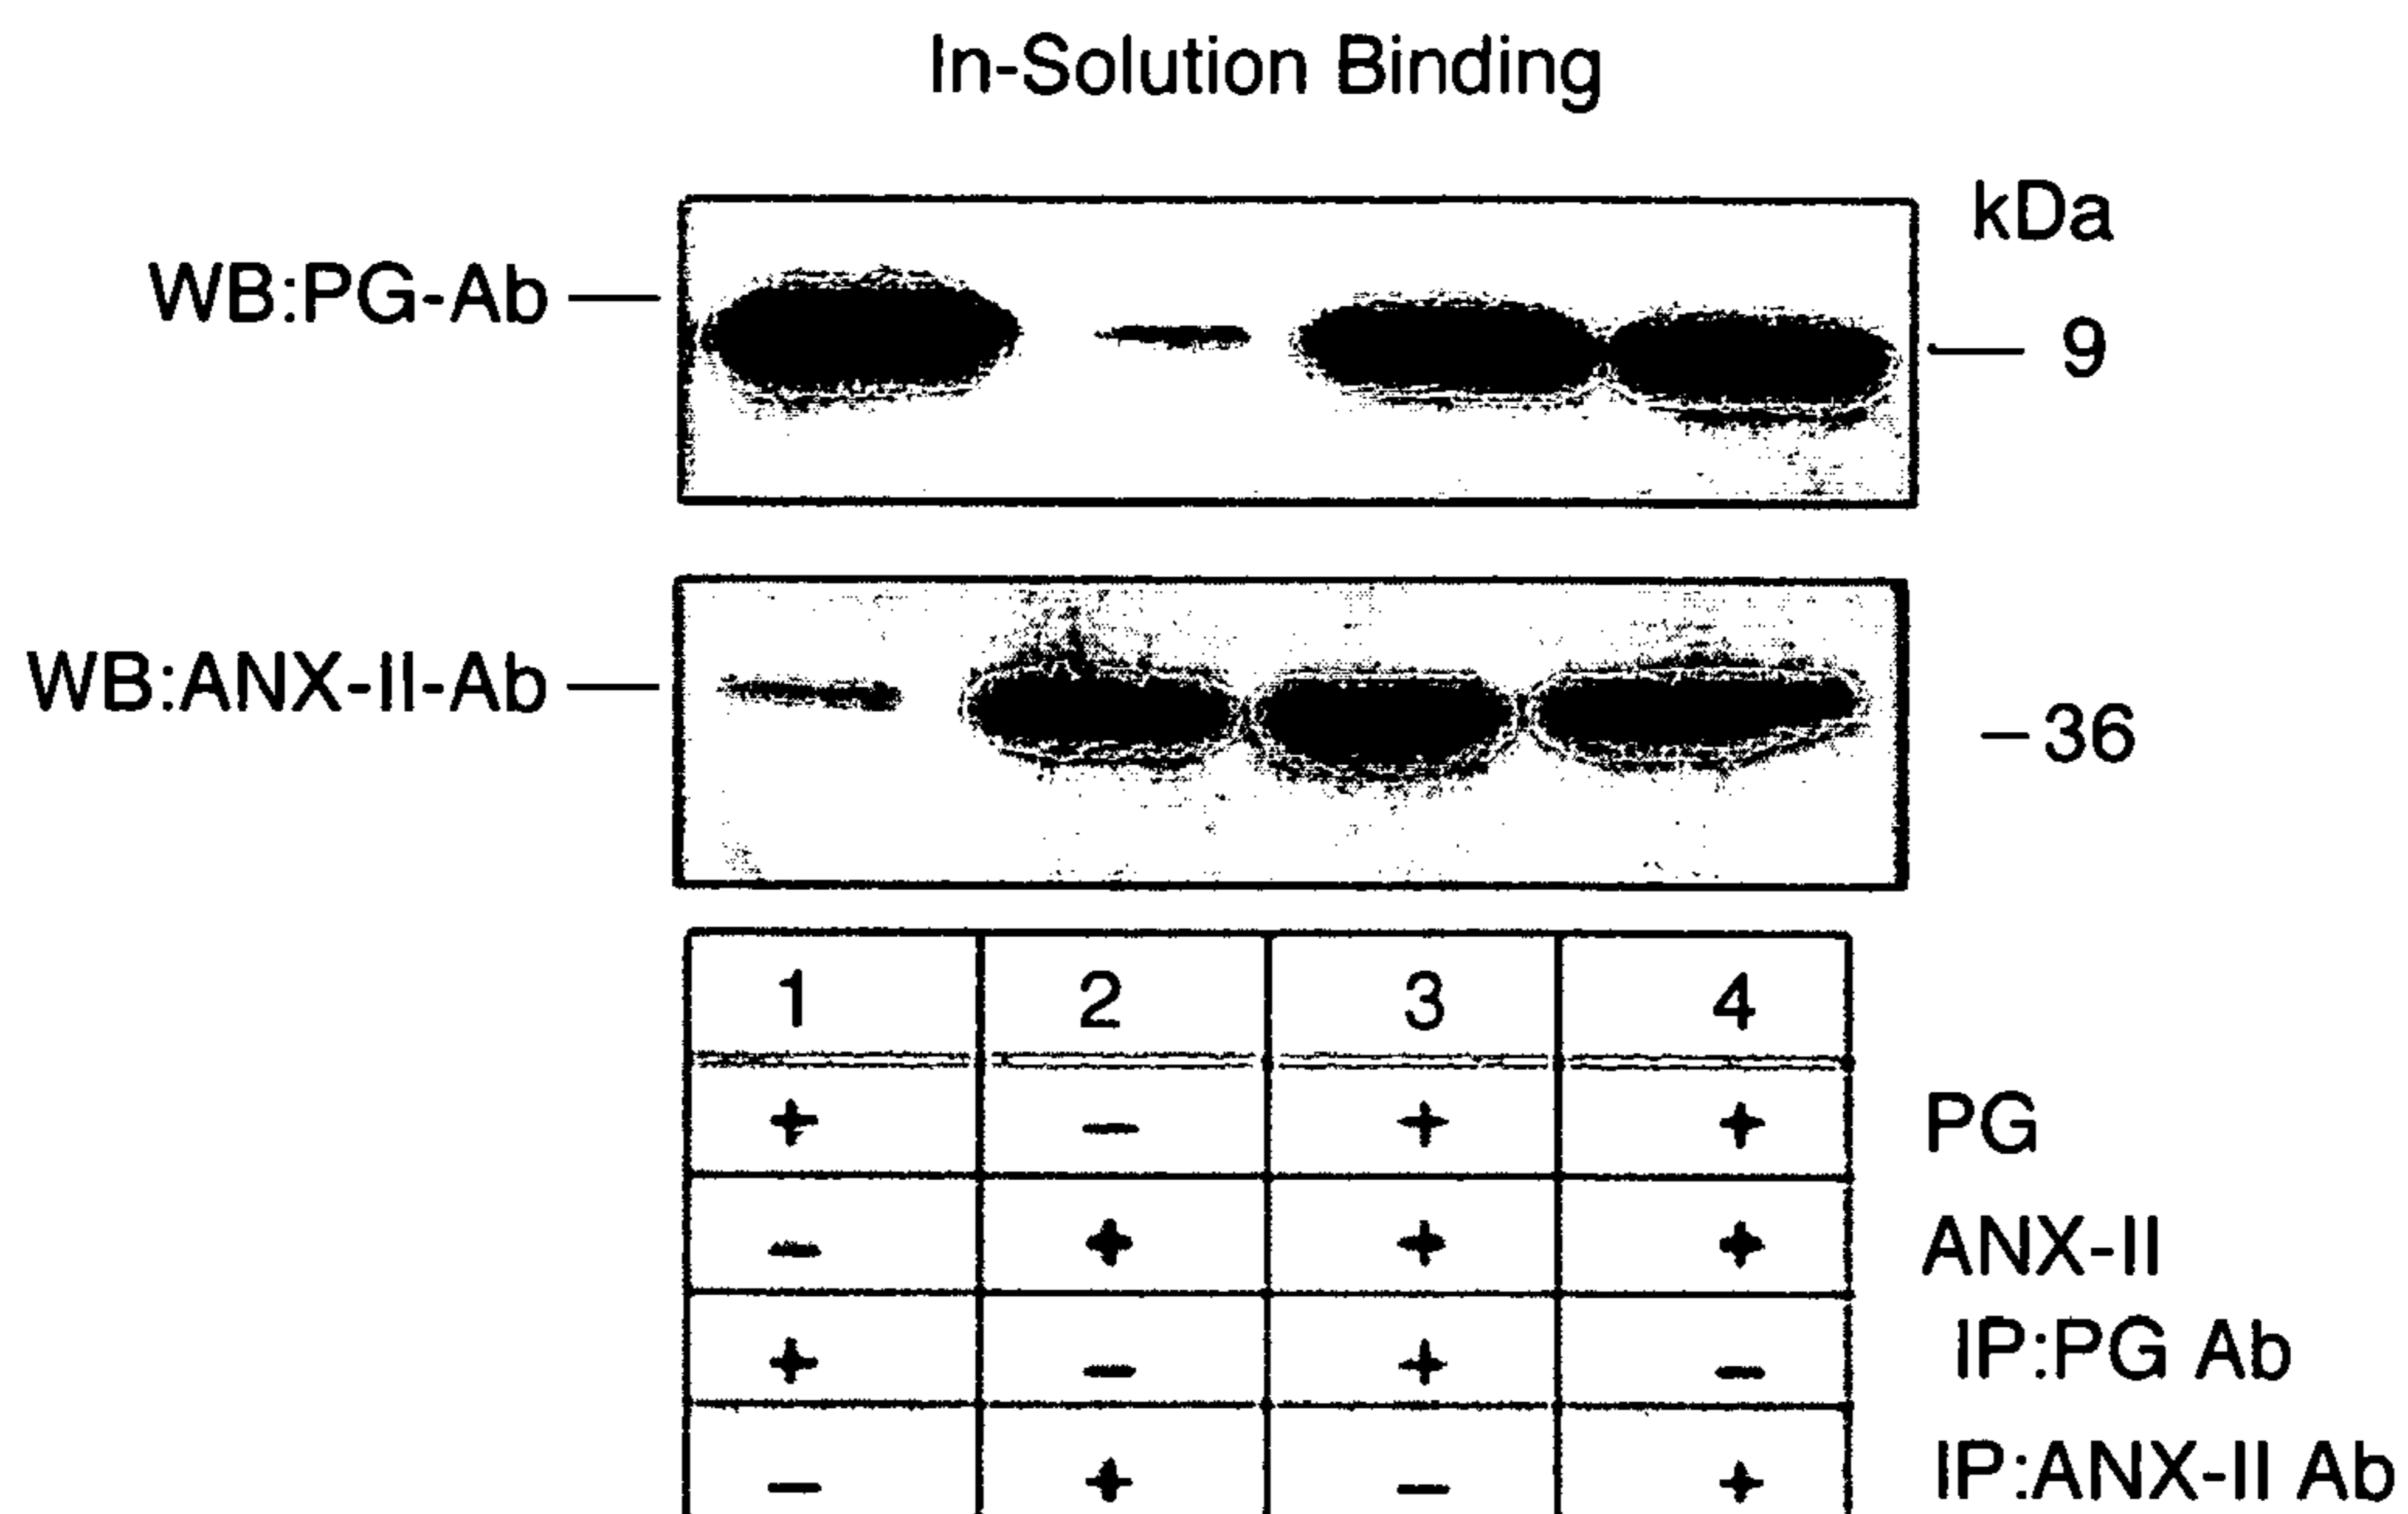 In-Solution Binding
kDa
WB:PG-Ab — — 9
WB:ANX-II-Ab — –36
1 2 3 4
+ – + + PG
– + + + ANX-II
+ – + – IP:PG Ab
– + – + IP:ANX-II Ab